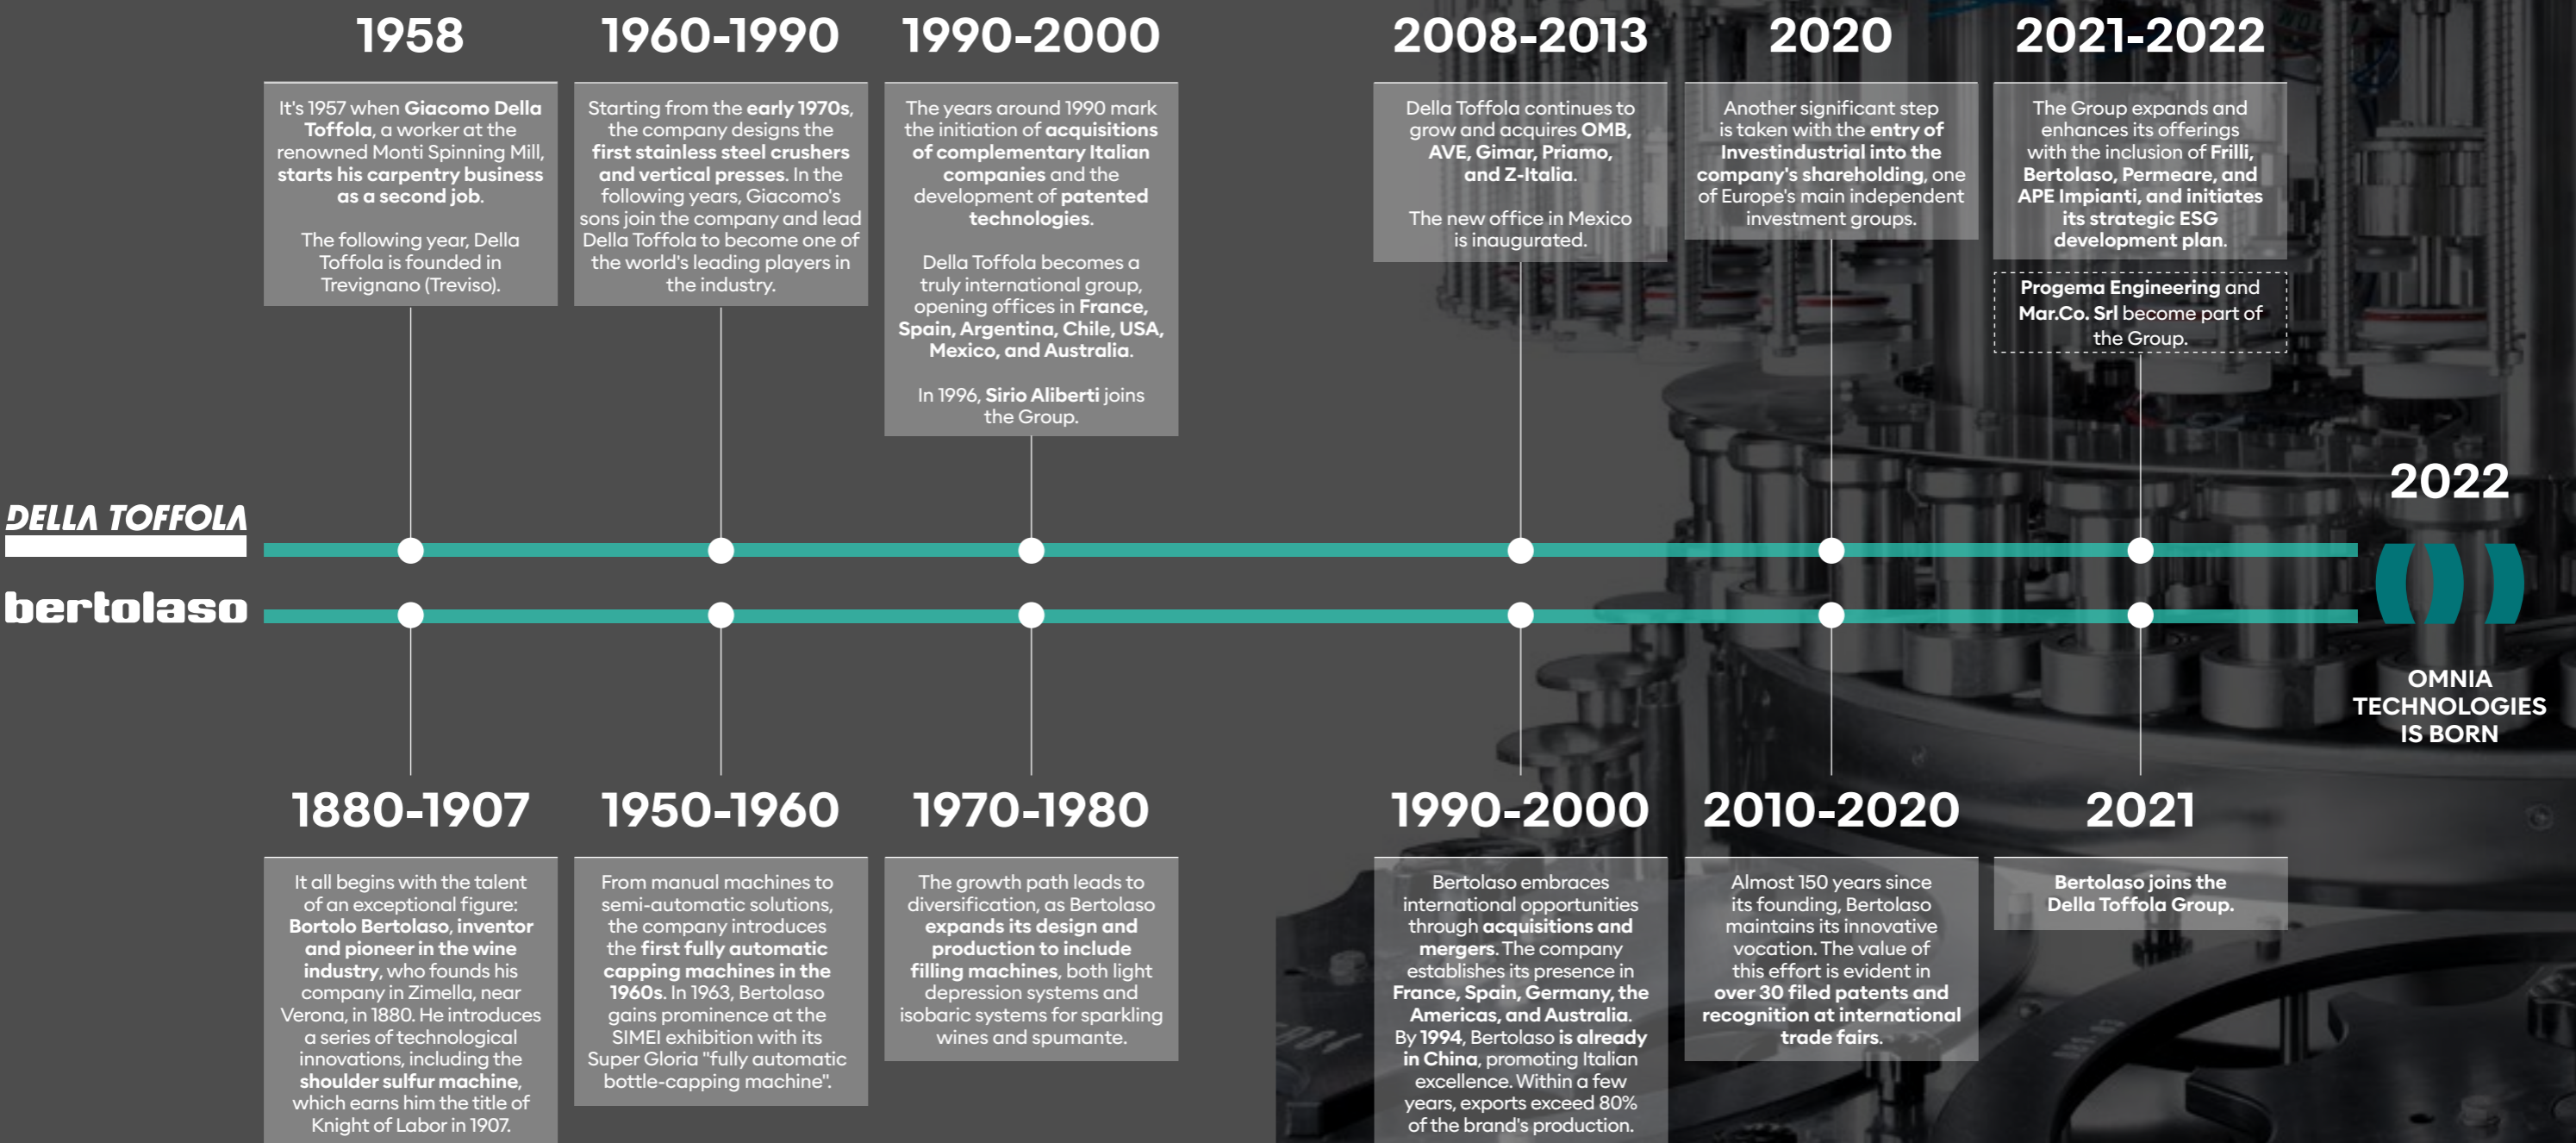 1958
It's 1957 when Giacomo Della
Toffola, a worker at the
renowned Monti Spinning Mill,
starts his carpentry business
as a second job.
The following year, Della
Toffola is founded in
Trevignano (Treviso).
1960-1990
Starting from the early 1970s,
the company designs the
first stainless steel crushers
and vertical presses. In the
following years, Giacomo's
sons join the company and lead
Della Toffola to become one of
the world's leading players in
the industry.
1990-2000
The years around 1990 mark
the initiation of acquisitions
of complementary Italian
companies and the
development of patented
technologies.
Della Toffola becomes a
truly international group,
opening offices in France,
Spain, Argentina, Chile, USA,
Mexico, and Australia.
In 1996, Sirio Aliberti joins
the Group.
2008-2013
Della Toffola continues to
grow and acquires OMB,
AVE, Gimar, Priamo,
and Z-Italia.
The new office in Mexico
is inaugurated.
2020
Another significant step
is taken with the entry of
Investindustrial into the
company's shareholding, one
of Europe's main independent
investment groups.
2021-2022
The Group expands and
enhances its offerings
with the inclusion of Frilli,
Bertolaso, Permeare, and
APE Impianti, and initiates
its strategic ESG
development plan.
Progema Engineering and
Mar.Co. Srl become part of
the Group.
DELLA TOFFOLA
bertolaso
2022
OMNIA
TECHNOLOGIES
IS BORN
1880-1907
It all begins with the talent
of an exceptional figure:
Bortolo Bertolaso, inventor
and pioneer in the wine
industry, who founds his
company in Zimella, near
Verona, in 1880. He introduces
a series of technological
innovations, including the
shoulder sulfur machine,
which earns him the title of
Knight of Labor in 1907.
1950-1960
From manual machines to
semi-automatic solutions,
the company introduces
the first fully automatic
capping machines in the
1960s. In 1963, Bertolaso
gains prominence at the
SIMEI exhibition with its
Super Gloria "fully automatic
bottle-capping machine".
1970-1980
The growth path leads to
diversification, as Bertolaso
expands its design and
production to include
filling machines, both light
depression systems and
isobaric systems for sparkling
wines and spumante.
1990-2000
Bertolaso embraces
international opportunities
through acquisitions and
mergers. The company
establishes its presence in
France, Spain, Germany, the
Americas, and Australia.
By 1994, Bertolaso is already
in China, promoting Italian
excellence. Within a few
years, exports exceed 80%
of the brand's production.
2010-2020
Almost 150 years since
its founding, Bertolaso
maintains its innovative
vocation. The value of
this effort is evident in
over 30 filed patents and
recognition at international
trade fairs.
2021
Bertolaso joins the
Della Toffola Group.